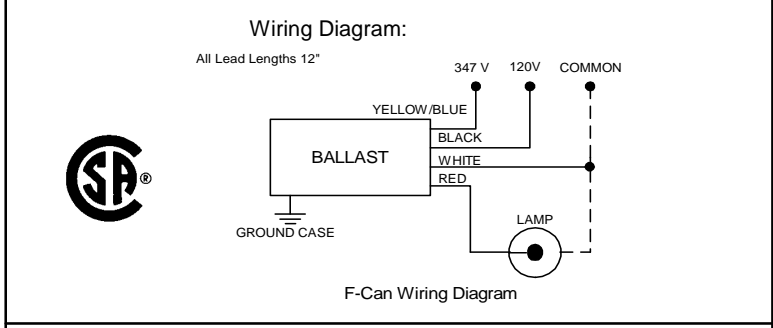 Wiring Diagram:
All Lead Lengths 12"
347 V 120V COMMON
YELLOW/BLUE
BLACK
BALLAST
WHITE
RED
GROUND CASE
LAMP
F-Can Wiring Diagram
CSA ®